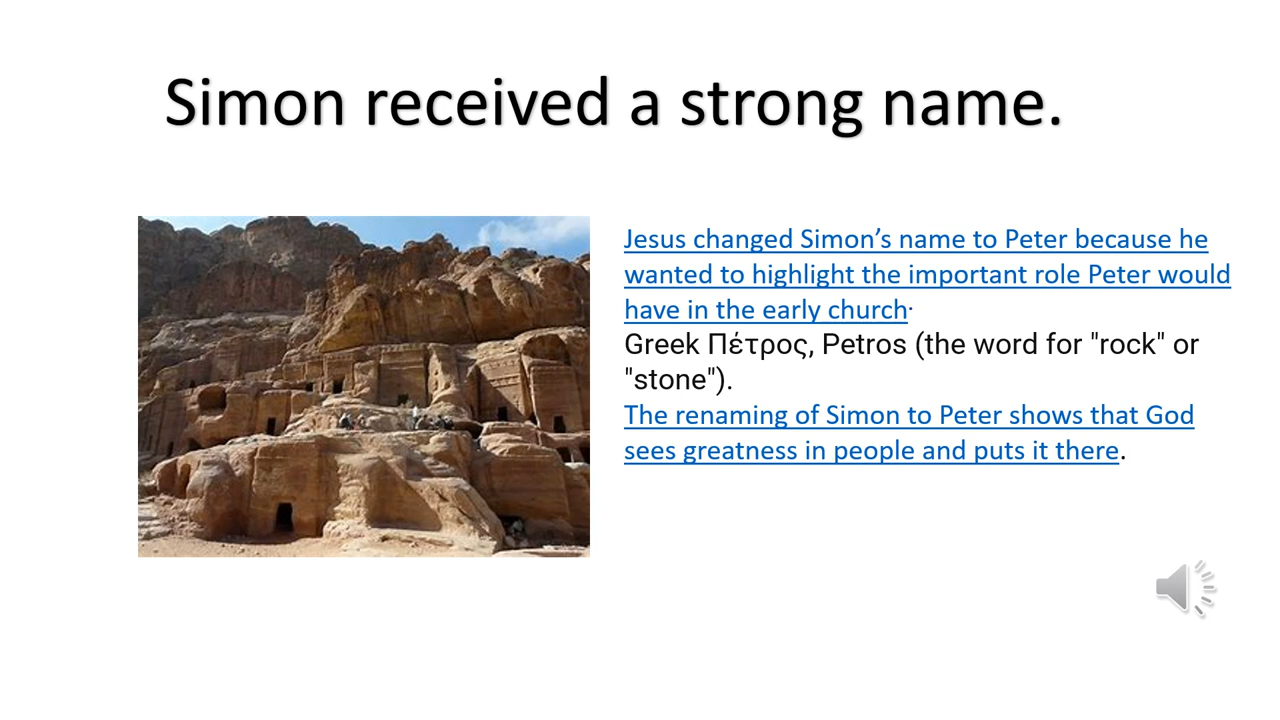 Simon received a strong name.
Jesus changed Simon’s name to Peter because he
wanted to highlight the important role Peter would
have in the early church.
Greek Πέτρος, Petros (the word for "rock" or
"stone").
The renaming of Simon to Peter shows that God
sees greatness in people and puts it there.